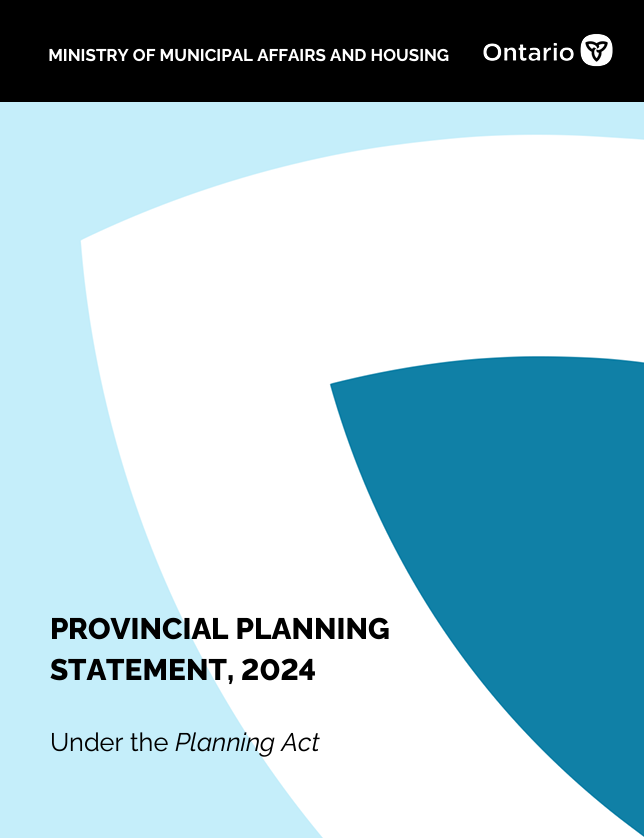 MINISTRY OF MUNICIPAL AFFAIRS AND HOUSING
Ontario
PROVINCIAL PLANNING
STATEMENT, 2024
Under the Planning Act